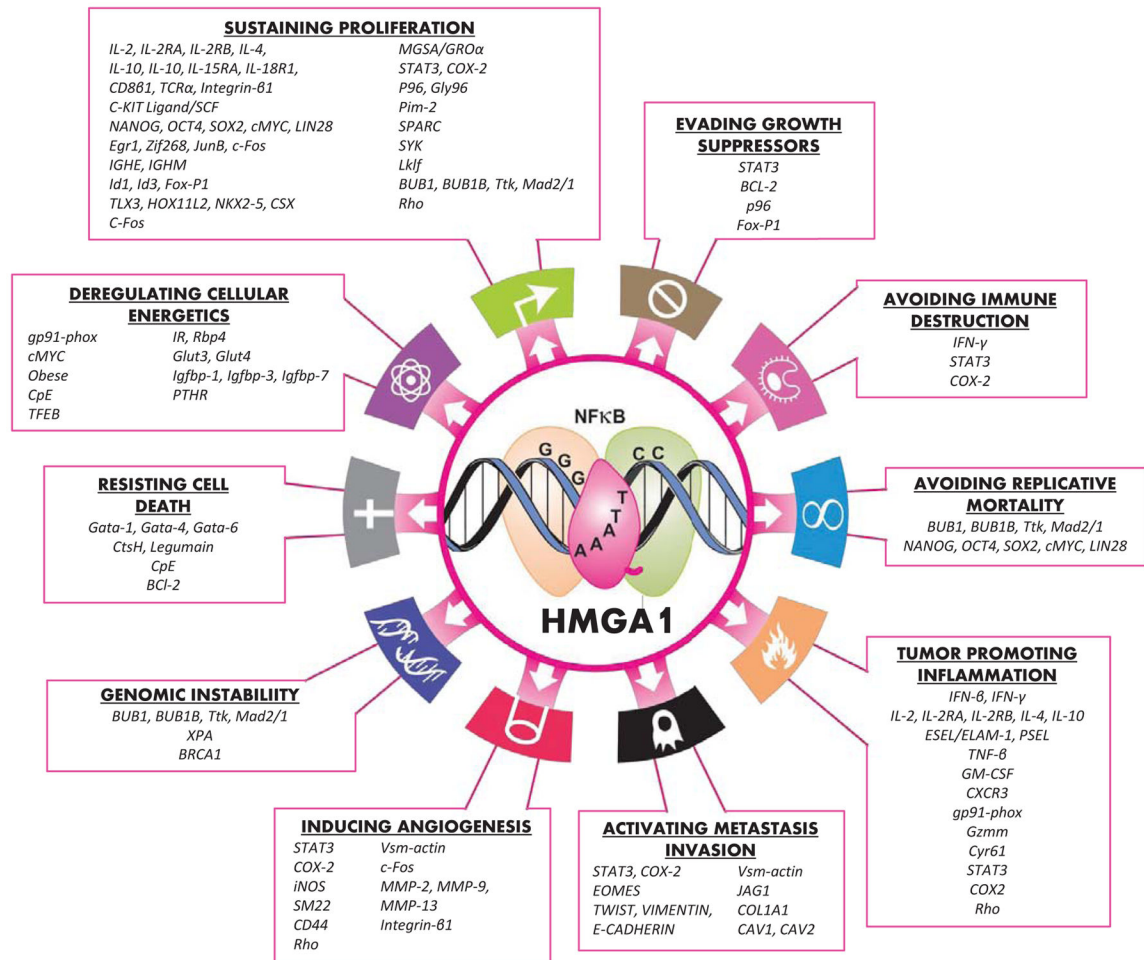 SUSTAINING PROLIFERATION
IL-2, IL-2RA, IL-2RB, IL-4,
IL-10, IL-10, IL-15RA, IL-18R1,
CD8β1, TCRα, Integrin-β1
C-KIT Ligand/SCF
NANOG, OCT4, SOX2, cMYC, LIN28
Egr1, Zif268, JunB, c-Fos
IGHE, IGHM
Id1, Id3, Fox-P1
TLX3, HOX11L2, NKX2-5, CSX
C-Fos
MGSA/GROα
STAT3, COX-2
P96, Gly96
Pim-2
SPARC
SYK
Lklf
BUB1, BUB1B, Ttk, Mad2/1
Rho
EVADING GROWTH
SUPPRESSORS
STAT3
BCL-2
p96
Fox-P1
DEREGULATING CELLULAR
ENERGETICS
gp91-phox
cMYC
Obese
CpE
TFEB
IR, Rbp4
Glut3, Glut4
Igfbp-1, Igfbp-3, Igfbp-7
PTHR
AVOIDING IMMUNE
DESTRUCTION
IFN-γ
STAT3
COX-2
NFκB
G G G
C C
A A A T T
HMGA1
RESISTING CELL
DEATH
Gata-1, Gata-4, Gata-6
CtsH, Legumain
CpE
BCl-2
AVOIDING REPLICATIVE
MORTALITY
BUB1, BUB1B, Ttk, Mad2/1
NANOG, OCT4, SOX2, cMYC, LIN28
GENOMIC INSTABILIITY
BUB1, BUB1B, Ttk, Mad2/1
XPA
BRCA1
TUMOR PROMOTING
INFLAMMATION
IFN-β, IFN-γ
IL-2, IL-2RA, IL-2RB, IL-4, IL-10
ESEL/ELAM-1, PSEL
TNF-β
GM-CSF
CXCR3
gp91-phox
Gzmm
Cyr61
STAT3
COX2
Rho
INDUCING ANGIOGENESIS
STAT3
COX-2
iNOS
SM22
CD44
Rho
Vsm-actin
c-Fos
MMP-2, MMP-9,
MMP-13
Integrin-β1
ACTIVATING METASTASIS
INVASION
STAT3, COX-2
EOMES
TWIST, VIMENTIN,
E-CADHERIN
Vsm-actin
JAG1
COL1A1
CAV1, CAV2